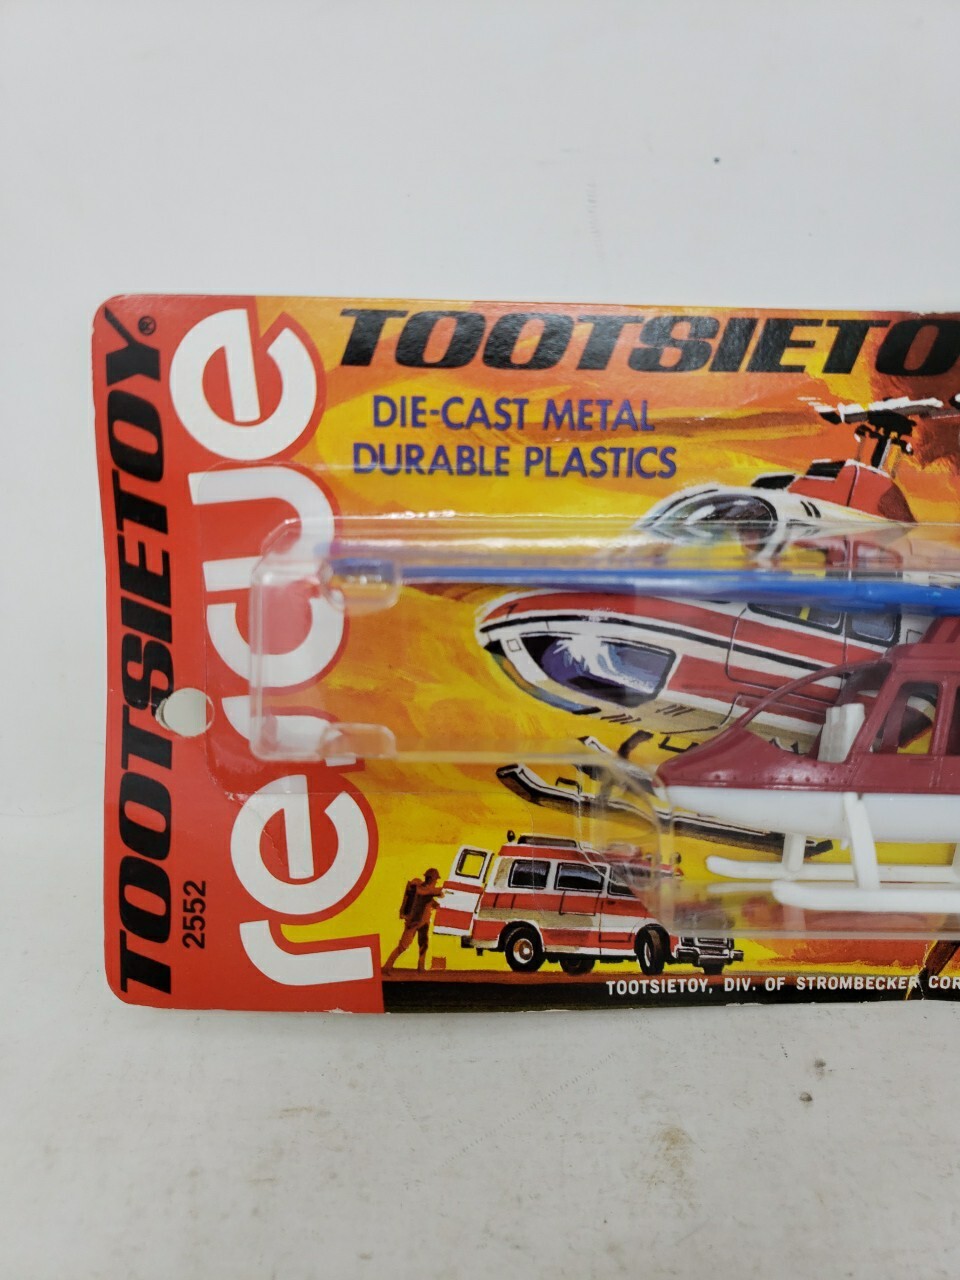 TOOTSIETOY®
rescue
2552
TOOTSIETO
DIE-CAST METAL
DURABLE PLASTICS
TOOTSIETOY, DIV. OF STROMBECKER COR